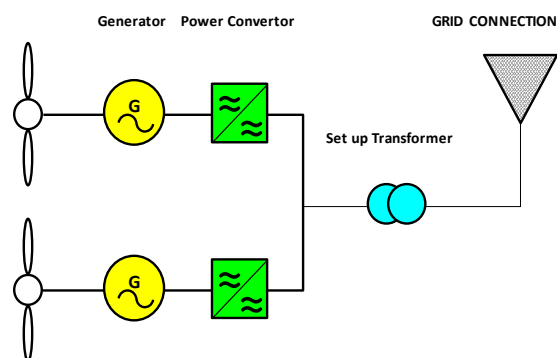 Generator Power Convertor GRID CONNECTION
G
Set up Transformer
G